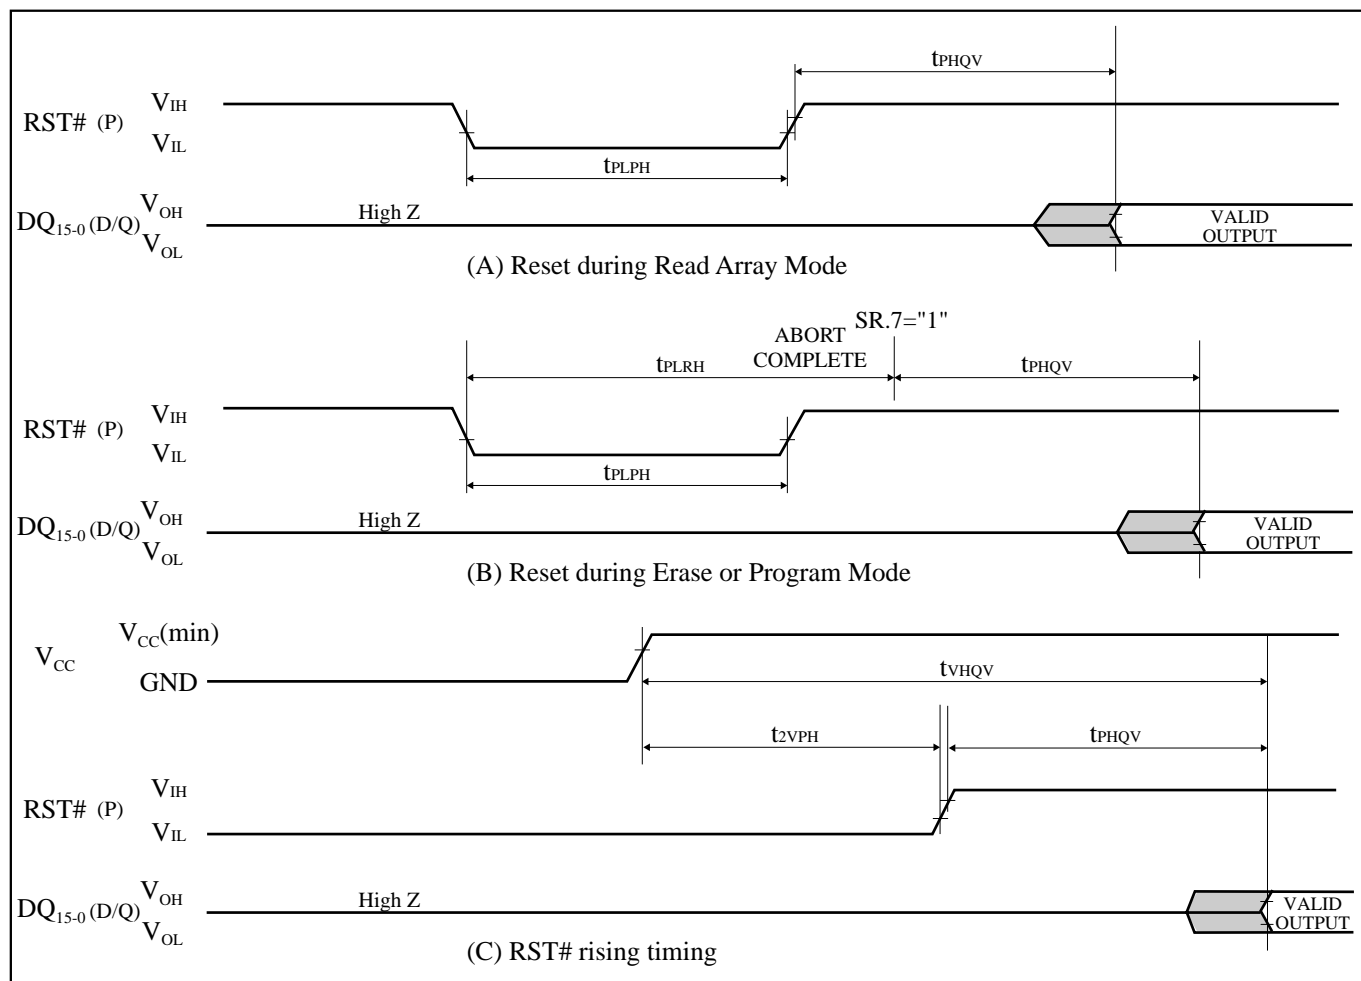 tPHQV
VIH
RST# (P)
VIL
tPLPH
VOH
High Z
DQ15-0 (D/Q)
VALID
OUTPUT
VOL
(A) Reset during Read Array Mode
SR.7="1"
ABORT
COMPLETE
tPLRH
tPHQV
VIH
RST# (P)
VIL
tPLPH
VOH
High Z
DQ15-0 (D/Q)
VALID
OUTPUT
VOL
(B) Reset during Erase or Program Mode
VCC(min)
VCC
GND
tVHQV
t2VPH
tPHQV
VIH
RST# (P)
VIL
VOH
High Z
DQ15-0 (D/Q)
VALID
OUTPUT
VOL
(C) RST# rising timing